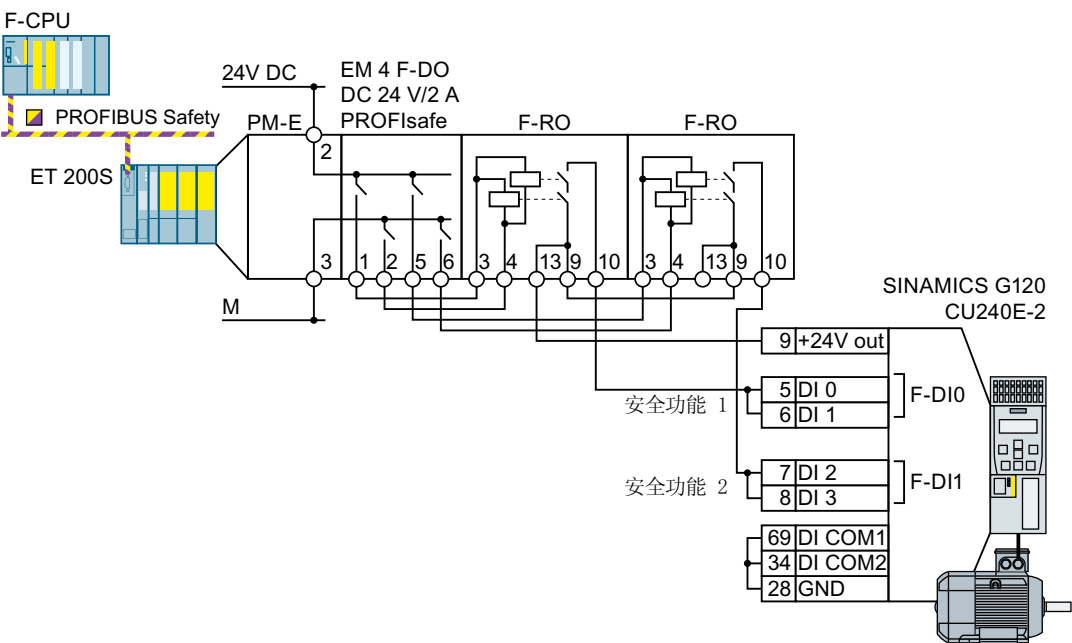 F-CPU
PROFIBUS Safety
ET 200S
24V DC
EM 4 F-DO
DC 24 V/2 A
PROFIsafe
PM-E
F-RO
F-RO
2
3
1
2
5
6
3
4
13
9
10
3
4
13
9
10
M
SINAMICS G120
CU240E-2
9 +24V out
5 DI 0
6 DI 1
F-DI0
安全功能 1
7 DI 2
8 DI 3
F-DI1
安全功能 2
69 DI COM1
34 DI COM2
28 GND